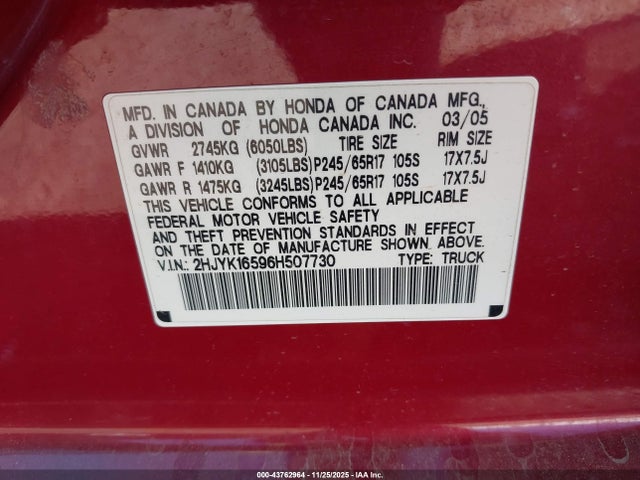 MFD. IN CANADA BY HONDA OF CANADA MFG.,
A DIVISION OF HONDA CANADA INC. 03/05
GVWR 2745KG (6050LBS) TIRE SIZE RIM SIZE
GAWR F 1410KG (3105LBS) P245/65R17 105S 17X7.5J
GAWR R 1475KG (3245LBS) P245/65R17 105S 17X7.5J
THIS VEHICLE CONFORMS TO ALL APPLICABLE
FEDERAL MOTOR VEHICLE SAFETY
AND THEFT PREVENTION STANDARDS IN EFFECT
ON THE DATE OF MANUFACTURE SHOWN ABOVE.
V.I.N.: 2HJYK16596H507730 TYPE: TRUCK
000-43762964 - 11/25/2025 - IAA Inc.